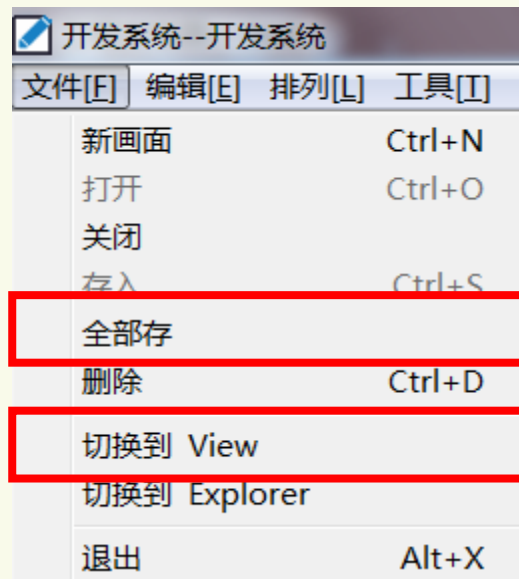 开发系统--开发系统
文件[F] 编辑[E] 排列[L] 工具[T]
新画面 Ctrl+N
打开 Ctrl+O
关闭
存入 Ctrl+S
全部存
删除 Ctrl+D
切换到 View
切换到 Explorer
退出 Alt+X